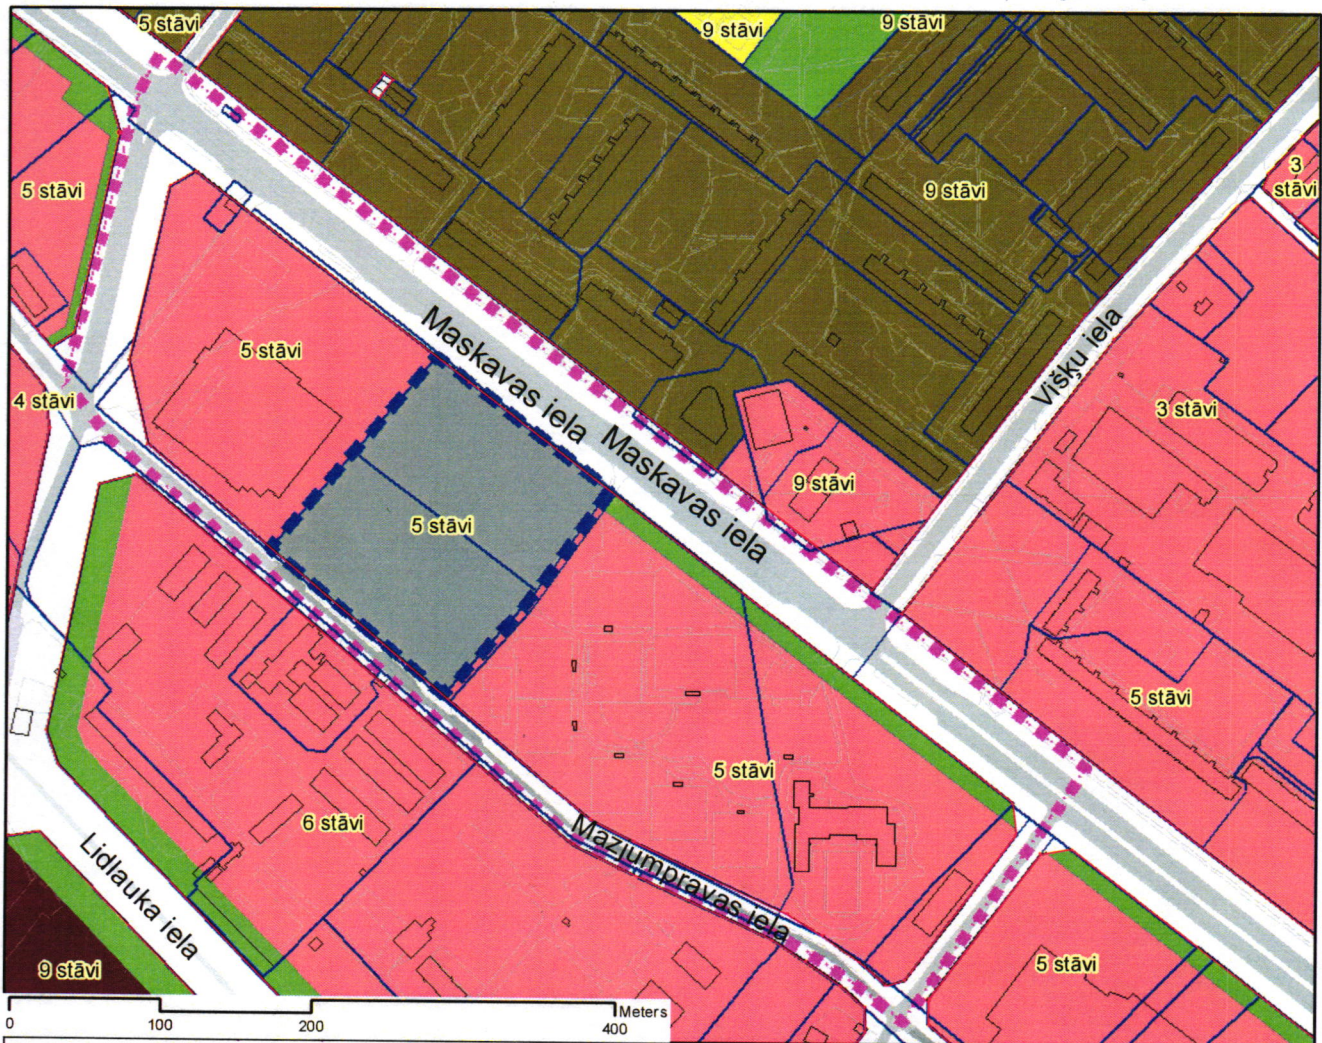 5 stāvi
9 stāvi
9 stāvi
3
stāvi
9 stāvi
5 stāvi
Maskavas iela
Višķu iela
5 stāvi
4 stāvi
3 stāvi
Maskavas iela
9 stāvi
5 stāvi
5 stāvi
5 stāvi
6 stāvi
Mazjumpravas iela
Lidlauka iela
9 stāvi
5 stāvi
0
100
200
400
Meters